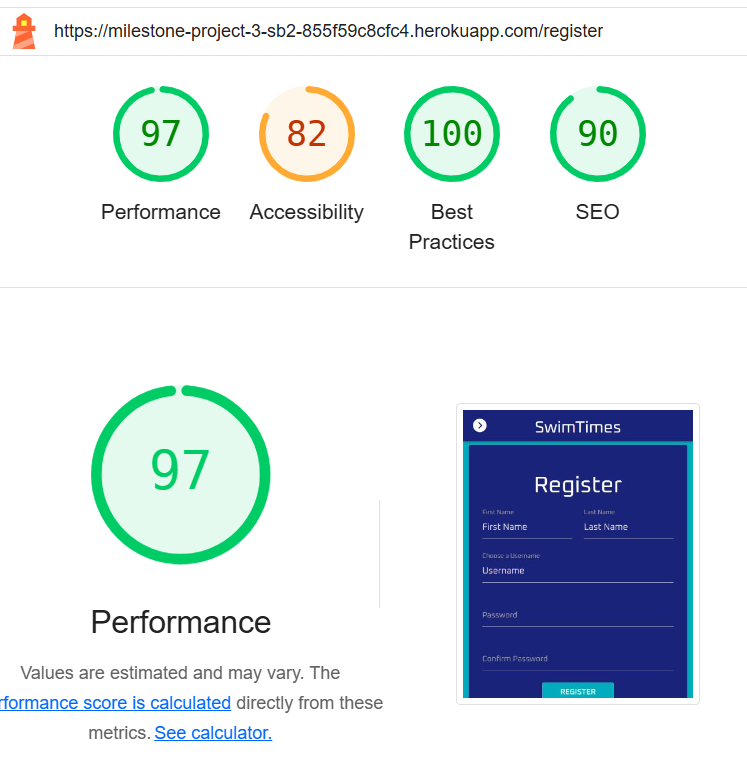 https://milestone-project-3-sb2-855f59c8cfc4.herokuapp.com/register
97 82 100 90
Performance Accessibility Best Practices SEO
97
Performance
Values are estimated and may vary. The
rformance score is calculated directly from these
metrics. See calculator.
SwimTimes
Register
First Name Last Name
First Name Last Name
Choose a Username
Username
Password
Confirm Password
REGISTER